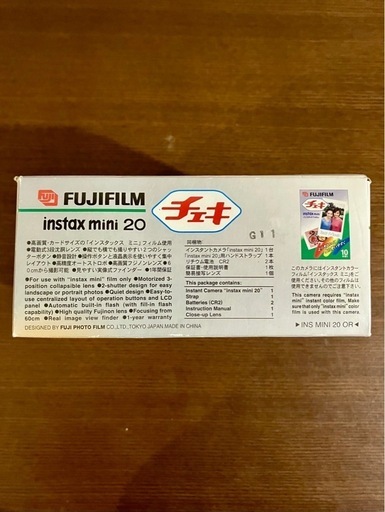 FUJI
FUJIFILM
instax mini 20
チェキ
G11
●高画質・カードサイズの「インスタックス ミニ」フィルム使用
●電動式3段沈胴レンズ ●縦でも横でも撮りやすい2つのシャッ
ターボタン ●静音設計 ●操作ボタンと液晶表示を使いやすく集中
レイアウト ●高精度オートストロボ ●高画質フジノンレンズ ●6
0cmから撮影可能 ●見やすい実像式ファインダー ●1年間保証
●Use with "instax mini" film only ●Motorized 3-
position collapsible lens ●2-shutter design for easy
landscape or portrait photos ●Quiet design ●Easy-to-
use centralized layout of operation buttons and LCD
panel ●Automatic built-in flash (with fill-in flash
capability) ●High quality Fujinon lens ●Focusing from
60cm ●Real image view finder ●1-year warranty
DESIGNED BY FUJI PHOTO FILM CO.,LTD.,TOKYO JAPAN.MADE IN CHINA
同梱物:
インスタントカメラ「instax mini 20」1台
「instax mini 20」用ハンドストラップ 1本
リチウム電池 CR2 2本
保証書・使用説明書 1枚
簡易接写レンズ 1個
This package contains:
Instant Camera "instax mini 20" 1
Strap 1
Batteries (CR2) 2
Instruction Manual 1
Close-up Lens 1
FUJIFILM
チェキ
10
このカメラにはインスタントカラー
フィルム「インスタックス ミニ」をご使
用ください。その他のフィルムは
使用できませんのでご注意ください。
This camera requires "instax
mini" instant color film. Make
sure that only "instax mini" color
film is used with this camera.
▶INS MINI 20 OR◀